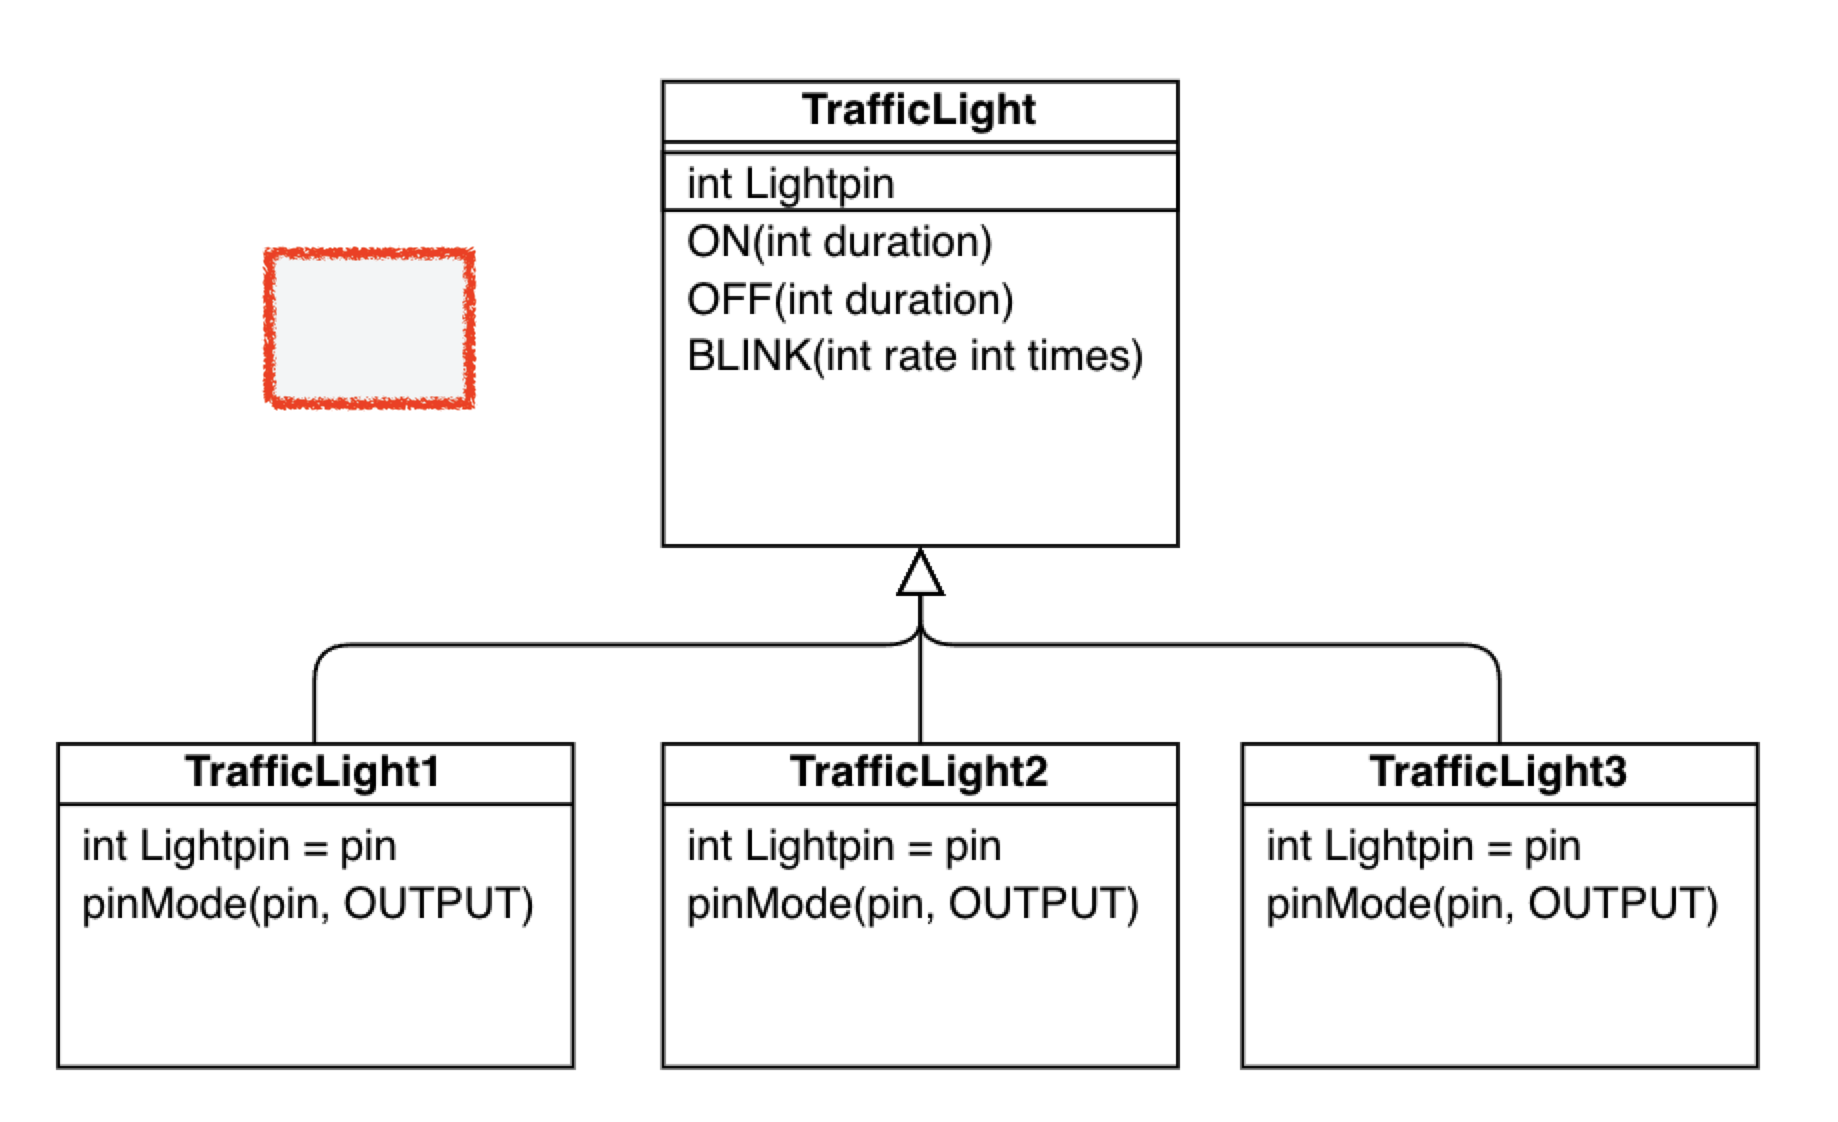 TrafficLight
int Lightpin
ON(int duration)
OFF(int duration)
BLINK(int rate int times)
TrafficLight1
int Lightpin = pin
pinMode(pin, OUTPUT)
TrafficLight2
int Lightpin = pin
pinMode(pin, OUTPUT)
TrafficLight3
int Lightpin = pin
pinMode(pin, OUTPUT)